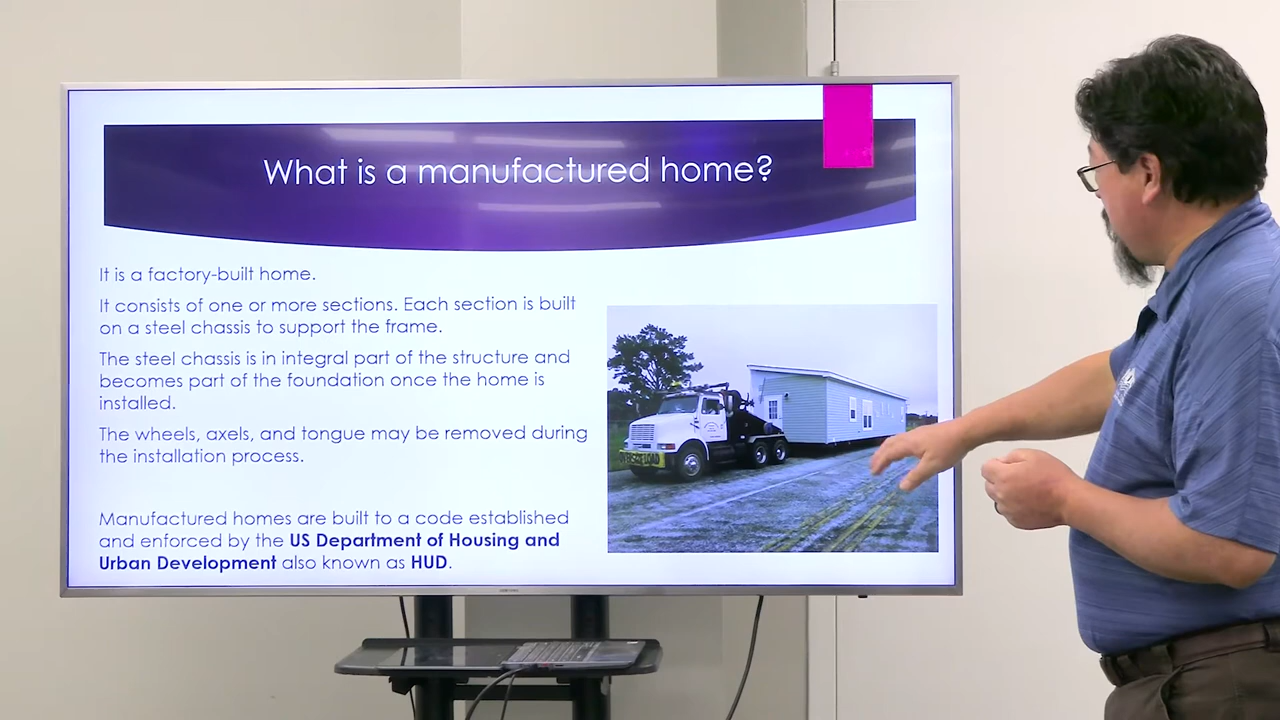 What is a manufactured home?
It is a factory-built home.
It consists of one or more sections. Each section is built
on a steel chassis to support the frame.
The steel chassis is in integral part of the structure and
becomes part of the foundation once the home is
installed.
The wheels, axels, and tongue may be removed during
the installation process.
Manufactured homes are built to a code established
and enforced by the US Department of Housing and
Urban Development also known as HUD.
OVERSIZE LOAD